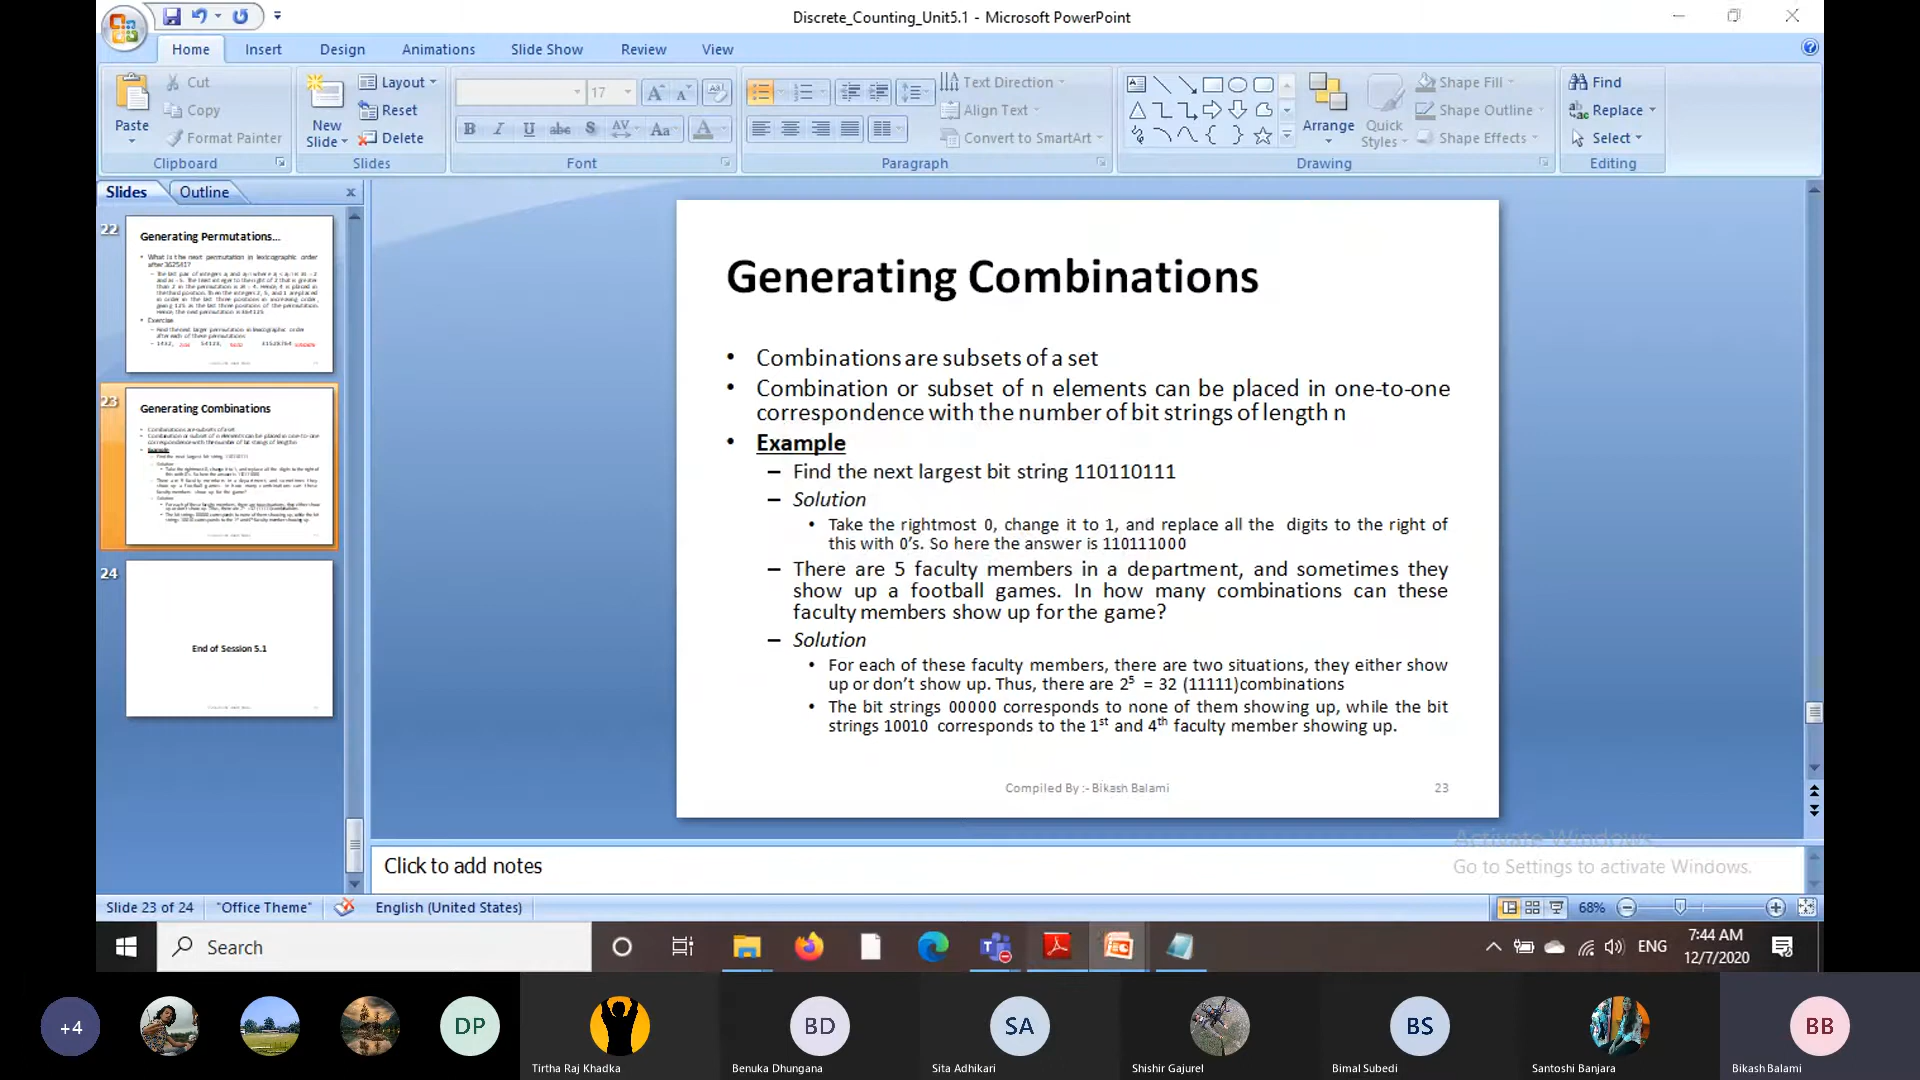 Discrete_Counting_Unit5.1 - Microsoft PowerPoint
Home Insert Design Animations Slide Show Review View
Paste
Cut
Copy
Format Painter
Clipboard
New Slide
Layout
Reset
Delete
Slides
17
Font
Text Direction
Align Text
Convert to SmartArt
Paragraph
Arrange
Quick Styles
Shape Fill
Shape Outline
Shape Effects
Drawing
Find
Replace
Select
Editing
Slides Outline
22
Generating Permutations...
23
Generating Combinations
24
End of Session 5.1
Generating Combinations
• Combinations are subsets of a set
• Combination or subset of n elements can be placed in one-to-one
correspondence with the number of bit strings of length n
• Example
– Find the next largest bit string 110110111
– Solution
• Take the rightmost 0, change it to 1, and replace all the digits to the right of
this with 0’s. So here the answer is 110111000
– There are 5 faculty members in a department, and sometimes they
show up a football games. In how many combinations can these
faculty members show up for the game?
– Solution
• For each of these faculty members, there are two situations, they either show
up or don’t show up. Thus, there are 2⁵ = 32 (11111)combinations
• The bit strings 00000 corresponds to none of them showing up, while the bit
strings 10010 corresponds to the 1st and 4th faculty member showing up.
Compiled By :- Bikash Balami 23
Activate Windows
Go to Settings to activate Windows.
Click to add notes
Slide 23 of 24 "Office Theme" English (United States) 68%
Search
ENG
7:44 AM
12/7/2020
+4 DP BD SA BS BB
Tirtha Raj Khadka Benuka Dhungana Sita Adhikari Shishir Gajurel Bimal Subedi Santoshi Banjara Bikash Balami